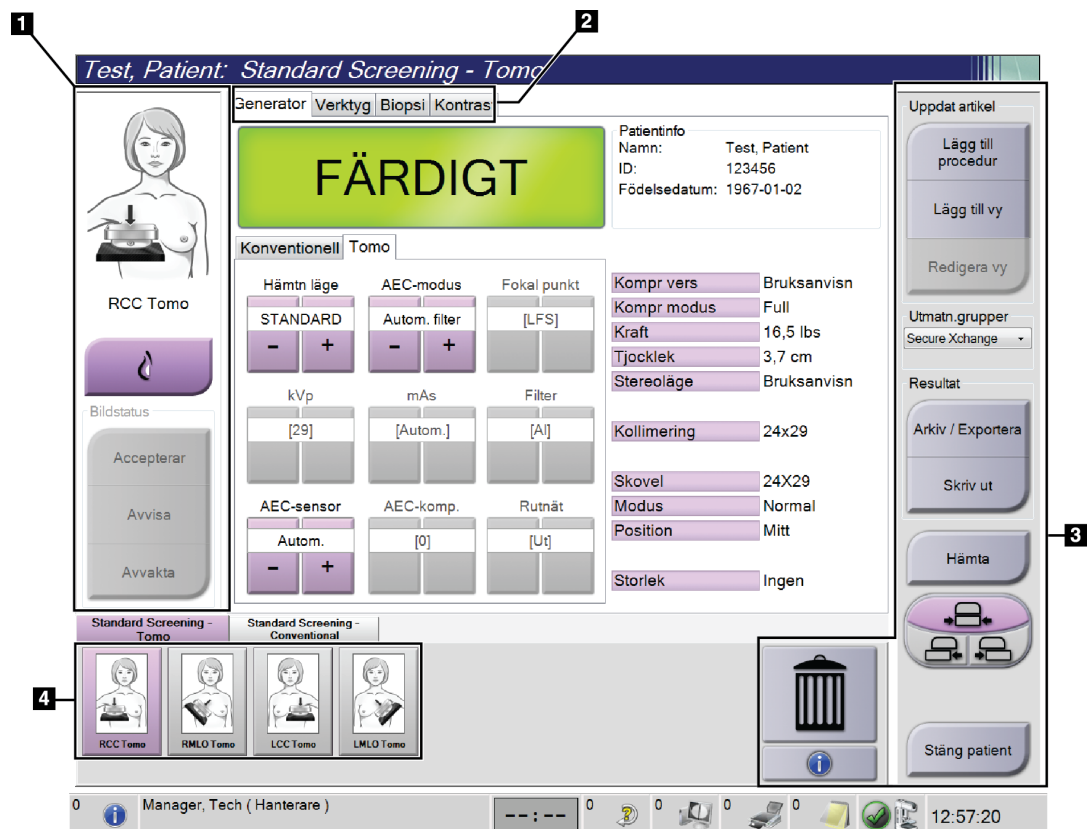 1
2
Test, Patient: Standard Screening - Tomo
Generator Verktyg Biopsi Kontras
RCC Tomo
Bildstatus
Accepterar
Avvisa
Avvakta
FÄRDIGT
Patientinfo
Namn: Test, Patient
ID: 123456
Födelsedatum: 1967-01-02
Konventionell Tomo
Hämtn läge AEC-modus Fokal punkt
STANDARD Autom. filter [LFS]
- + - +
kVp mAs Filter
[29] [Autom.] [Al]
AEC-sensor AEC-komp. Rutnät
Autom. [0] [Ut]
- +
Kompr vers Bruksanvisn
Kompr modus Full
Kraft 16,5 lbs
Tjocklek 3,7 cm
Stereoläge Bruksanvisn
Kollimering 24x29
Skovel 24X29
Modus Normal
Position Mitt
Storlek Ingen
Uppdat artikel
Lägg till
procedur
Lägg till vy
Redigera vy
Utmatn.grupper
Secure Xchange
Resultat
Arkiv / Exportera
Skriv ut
Hämta
Stäng patient
3
Standard Screening -
Tomo
Standard Screening -
Conventional
4
RCC Tomo RMLO Tomo LCC Tomo LMLO Tomo
0 Manager, Tech ( Hanterare ) --:-- 0 0 0 0 12:57:20